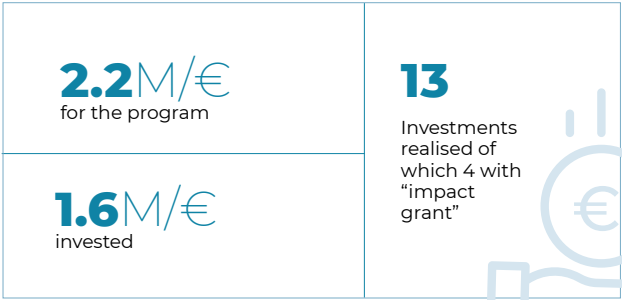 2.2M/€
for the program
1.6M/€
invested
13
Investments
realised of
which 4 with
“impact
grant”
€